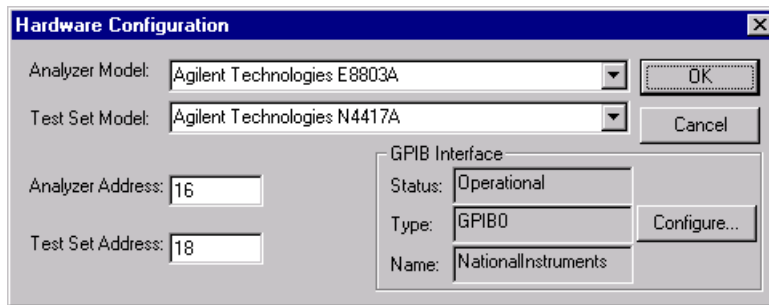 Hardware Configuration
Analyzer Model: Agilent Technologies E8803A OK
Test Set Model: Agilent Technologies N4417A Cancel
GPIB Interface
Analyzer Address: 16 Status: Operational
Type: GPIB0 Configure...
Test Set Address: 18
Name: NationalInstruments